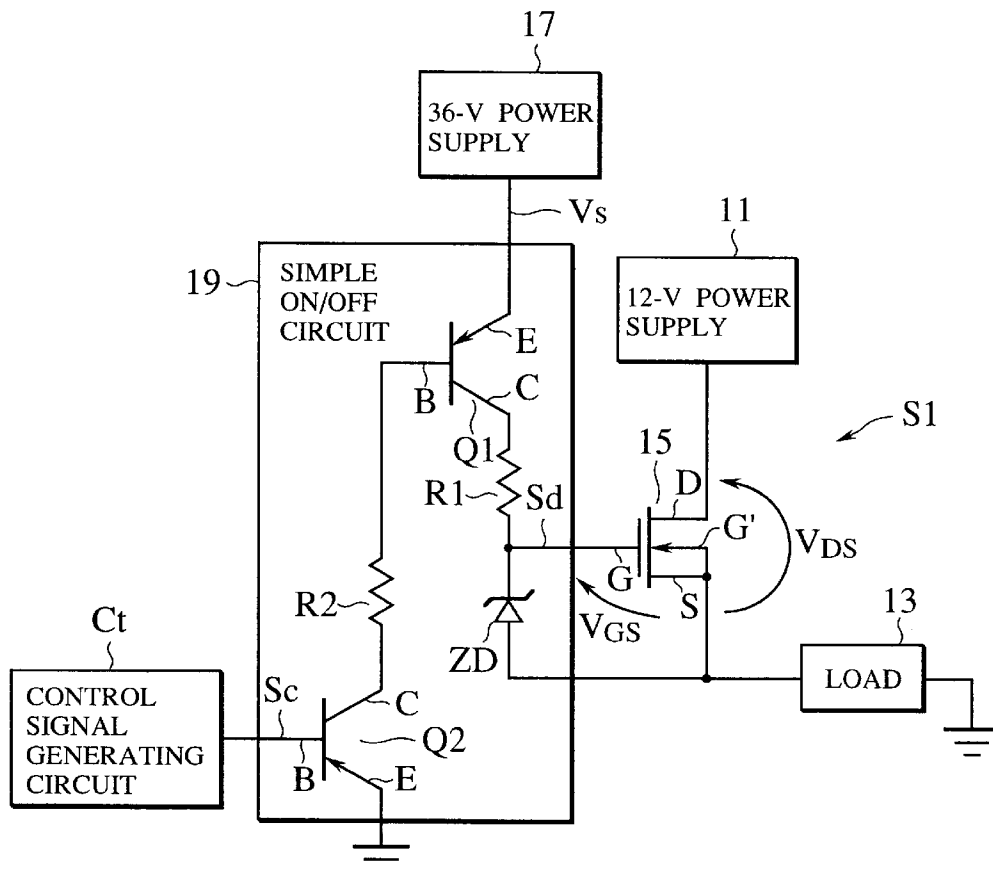 17
36-V POWER
SUPPLY
Vs
11
12-V POWER
SUPPLY
19
SIMPLE
ON/OFF
CIRCUIT
E
B
C
Q1
S1
15
R1
Sd
D
G'
VDS
G
S
R2
VGS
ZD
13
LOAD
Ct
CONTROL
SIGNAL
GENERATING
CIRCUIT
Sc
C
B
Q2
E